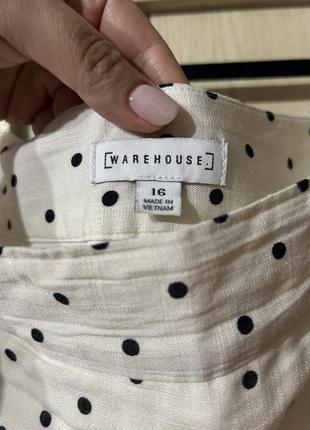 [WAREHOUSE.]
16
MADE IN
VIETNAM